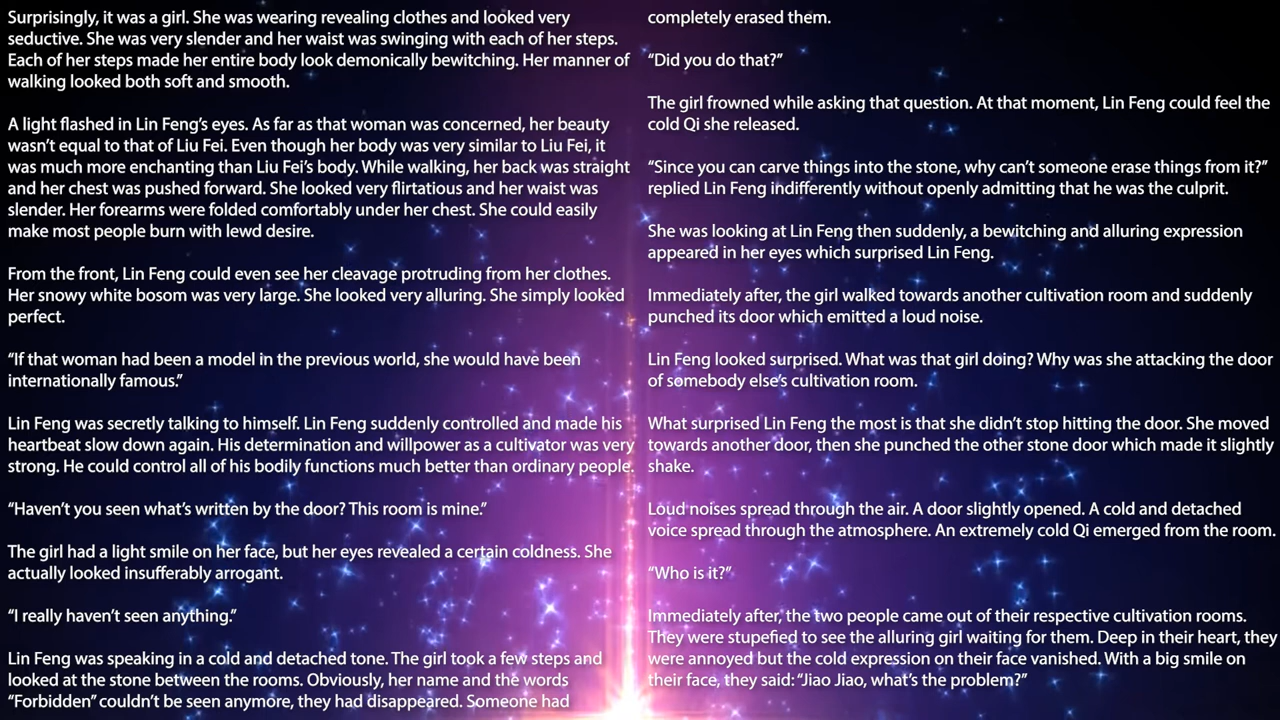 Surprisingly, it was a girl. She was wearing revealing clothes and looked very
seductive. She was very slender and her waist was swinging with each of her steps.
Each of her steps made her entire body look demonically bewitching. Her manner of
walking looked both soft and smooth.
A light flashed in Lin Feng's eyes. As far as that woman was concerned, her beauty
wasn't equal to that of Liu Fei. Even though her body was very similar to Liu Fei, it
was much more enchanting than Liu Fei's body. While walking, her back was straight
and her chest was pushed forward. She looked very flirtatious and her waist was
slender. Her forearms were folded comfortably under her chest. She could easily
make most people burn with lewd desire.
From the front, Lin Feng could even see her cleavage protruding from her clothes.
Her snowy white bosom was very large. She looked very alluring. She simply looked
perfect.
“If that woman had been a model in the previous world, she would have been
internationally famous.”
Lin Feng was secretly talking to himself. Lin Feng suddenly controlled and made his
heartbeat slow down again. His determination and willpower as a cultivator was very
strong. He could control all of his bodily functions much better than ordinary people.
“Haven't you seen what's written by the door? This room is mine.”
The girl had a light smile on her face, but her eyes revealed a certain coldness. She
actually looked insufferably arrogant.
“I really haven't seen anything.”
Lin Feng was speaking in a cold and detached tone. The girl took a few steps and
looked at the stone between the rooms. Obviously, her name and the words
“Forbidden” couldn't be seen anymore, they had disappeared. Someone had
completely erased them.
“Did you do that?”
The girl frowned while asking that question. At that moment, Lin Feng could feel the
cold Qi she released.
“Since you can carve things into the stone, why can't someone erase things from it?”
replied Lin Feng indifferently without openly admitting that he was the culprit.
She was looking at Lin Feng then suddenly, a bewitching and alluring expression
appeared in her eyes which surprised Lin Feng.
Immediately after, the girl walked towards another cultivation room and suddenly
punched its door which emitted a loud noise.
Lin Feng looked surprised. What was that girl doing? Why was she attacking the door
of somebody else's cultivation room.
What surprised Lin Feng the most is that she didn't stop hitting the door. She moved
towards another door, then she punched the other stone door which made it slightly
shake.
Loud noises spread through the air. A door slightly opened. A cold and detached
voice spread through the atmosphere. An extremely cold Qi emerged from the room.
“Who is it?”
Immediately after, the two people came out of their respective cultivation rooms.
They were stupefied to see the alluring girl waiting for them. Deep in their heart, they
were annoyed but the cold expression on their face vanished. With a big smile on
their face, they said: “Jiao Jiao, what's the problem?”